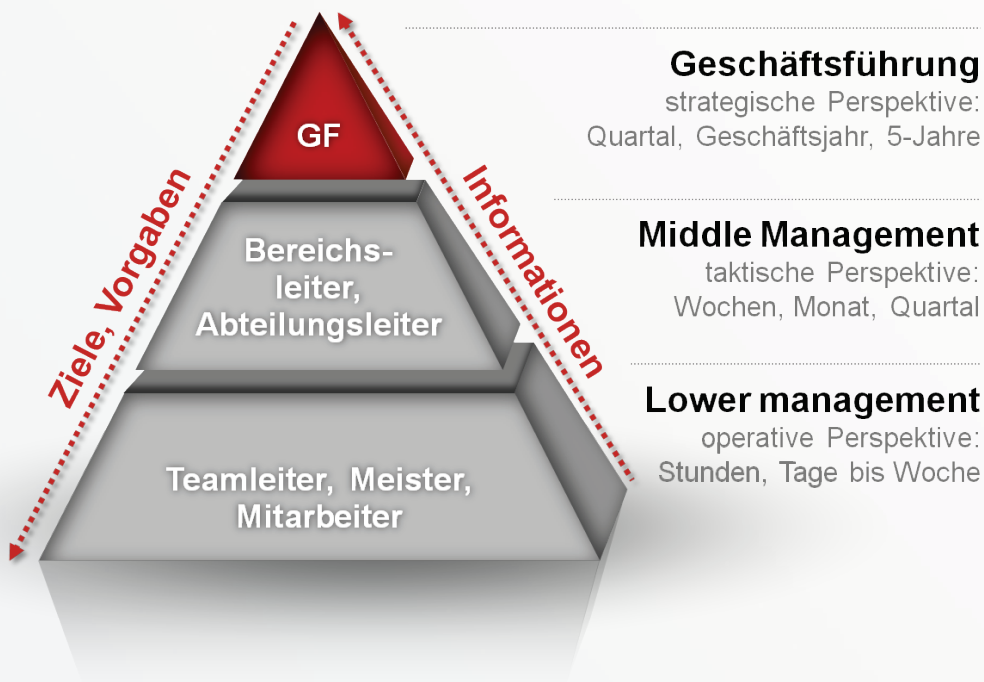 GF
Bereichs-
leiter,
Abteilungsleiter
Teamleiter, Meister,
Mitarbeiter
Ziele, Vorgaben
Informationen
Geschäftsführung
strategische Perspektive:
Quartal, Geschäftsjahr, 5-Jahre
Middle Management
taktische Perspektive:
Wochen, Monat, Quartal
Lower management
operative Perspektive:
Stunden, Tage bis Woche